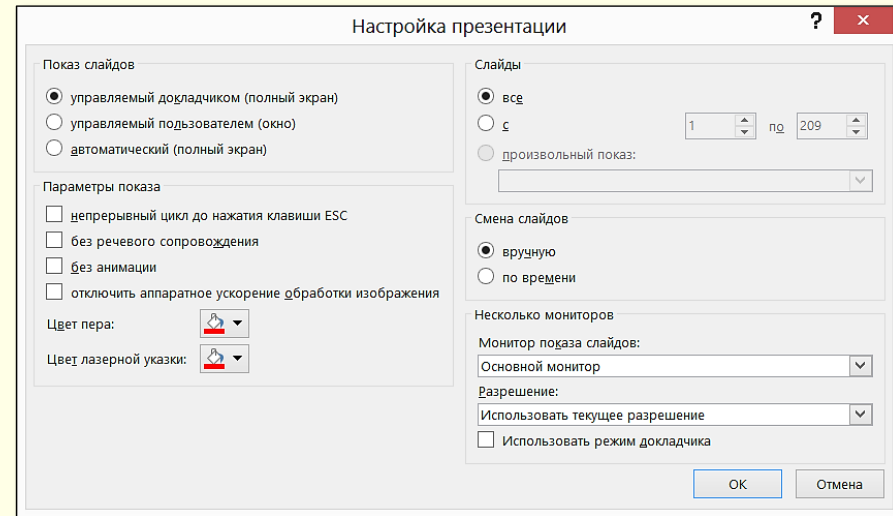 Настройка презентации
?
Показ слайдов
управляемый докладчиком (полный экран)
управляемый пользователем (окно)
автоматический (полный экран)
Параметры показа
непрерывный цикл до нажатия клавиши ESC
без речевого сопровождения
без анимации
отключить аппаратное ускорение обработки изображения
Цвет пера:
Цвет лазерной указки:
Слайды
все
с 1 по 209
произвольный показ:
Смена слайдов
вручную
по времени
Несколько мониторов
Монитор показа слайдов:
Основной монитор
Разрешение:
Использовать текущее разрешение
Использовать режим докладчика
ОК Отмена